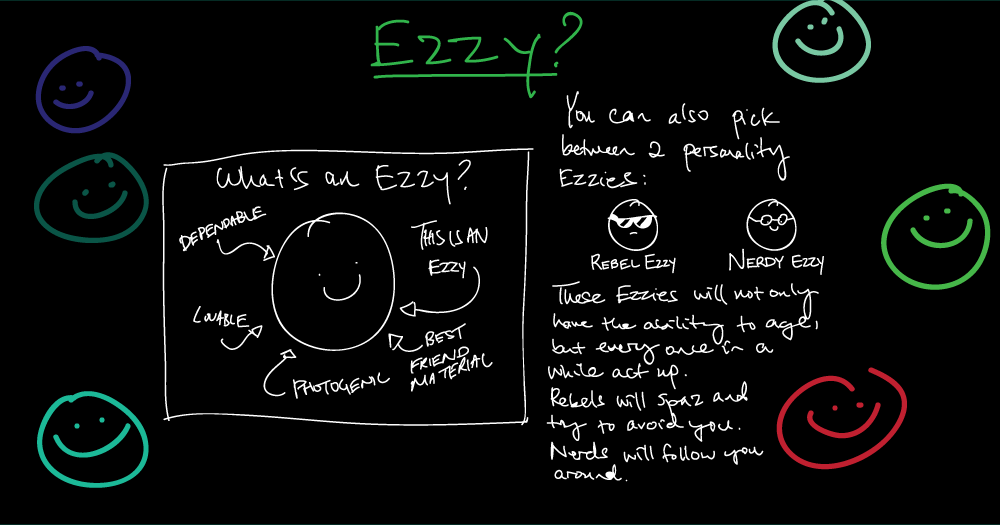 Ezzy?
What's an Ezzy?
DEPENDABLE
THIS IS AN
EZZY
LOVABLE
BEST
FRIEND
MATERIAL
PHOTOGENIC
You can also pick
between 2 personality
Ezzies:
REBEL EZZY
NERDY EZZY
These Ezzies will not only
have the ability to age,
but every once in a
while act up.
Rebels will spaz and
try to avoid you.
Nerds will follow you
around.